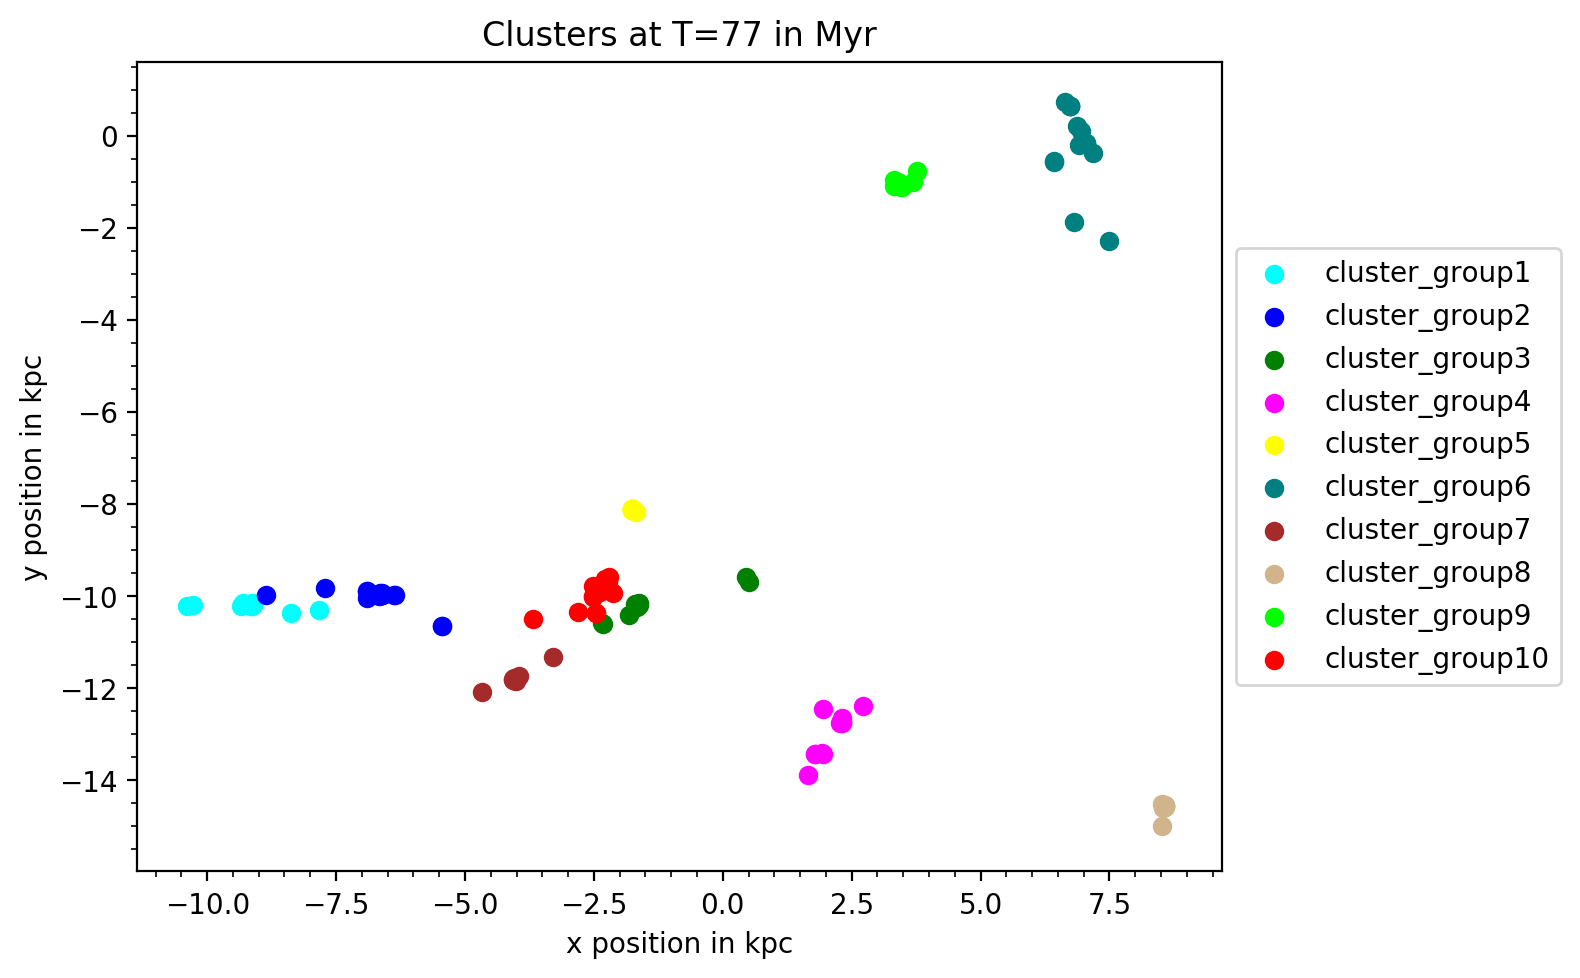 Clusters at T=77 in Myr
y position in kpc
0
−2
−4
−6
−8
−10
−12
−14
−10.0 −7.5 −5.0 −2.5 0.0 2.5 5.0 7.5
x position in kpc
cluster_group1
cluster_group2
cluster_group3
cluster_group4
cluster_group5
cluster_group6
cluster_group7
cluster_group8
cluster_group9
cluster_group10